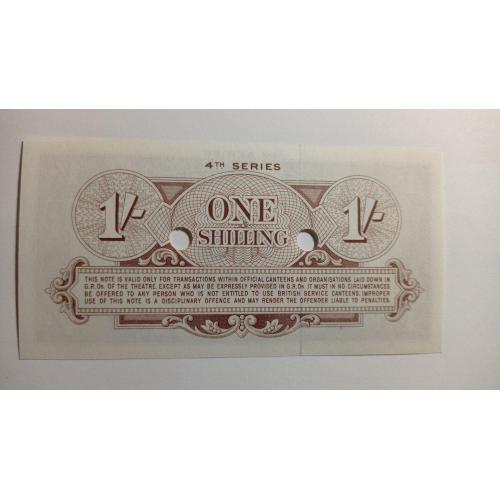 4TH SERIES
1/- ONE 1/-
SHILLING
THIS NOTE IS VALID ONLY FOR TRANSACTIONS WITHIN OFFICIAL CANTEENS AND ORGANISATIONS LAID DOWN IN
G.R.Os. OF THE THEATRE. EXCEPT AS MAY BE EXPRESSLY PROVIDED IN G.R.Os IT MUST IN NO CIRCUMSTANCES
BE OFFERED TO ANY PERSON WHO IS NOT ENTITLED TO USE BRITISH SERVICE CANTEENS. IMPROPER
USE OF THIS NOTE IS A DISCIPLINARY OFFENCE AND MAY RENDER THE OFFENDER LIABLE TO PENALTIES.